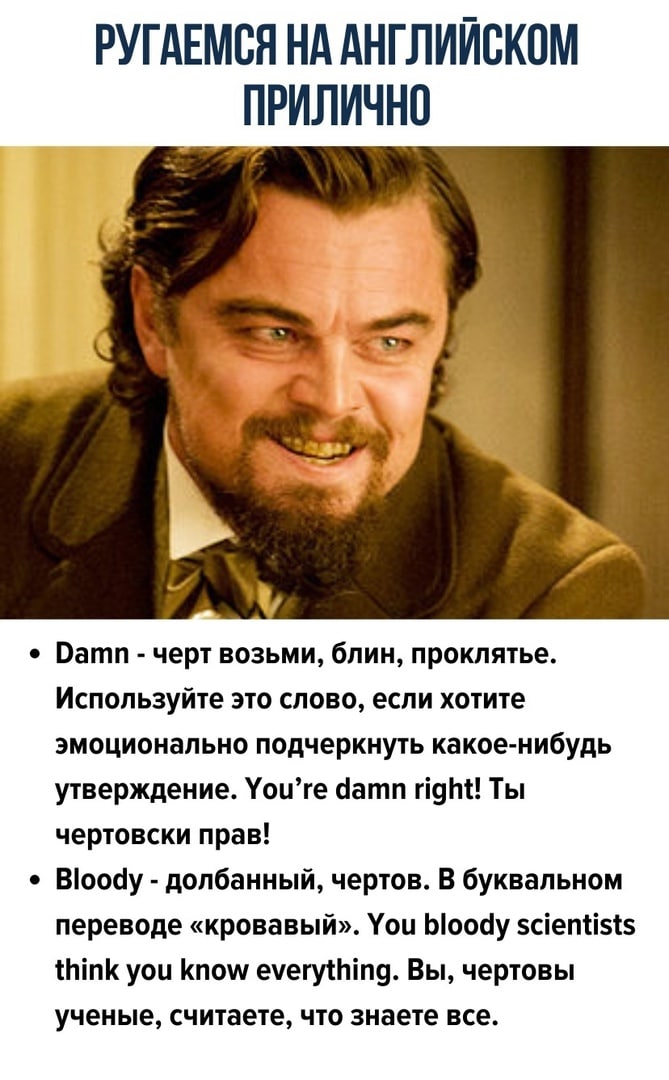 РУГАЕМСЯ НА АНГЛИЙСКОМ
ПРИЛИЧНО
• Damn - черт возьми, блин, проклятье.
Используйте это слово, если хотите
эмоционально подчеркнуть какое-нибудь
утверждение. You’re damn right! Ты
чертовски прав!
• Bloody - долбанный, чертов. В буквальном
переводе «кровавый». You bloody scientists
think you know everything. Вы, чертовы
ученые, считаете, что знаете все.